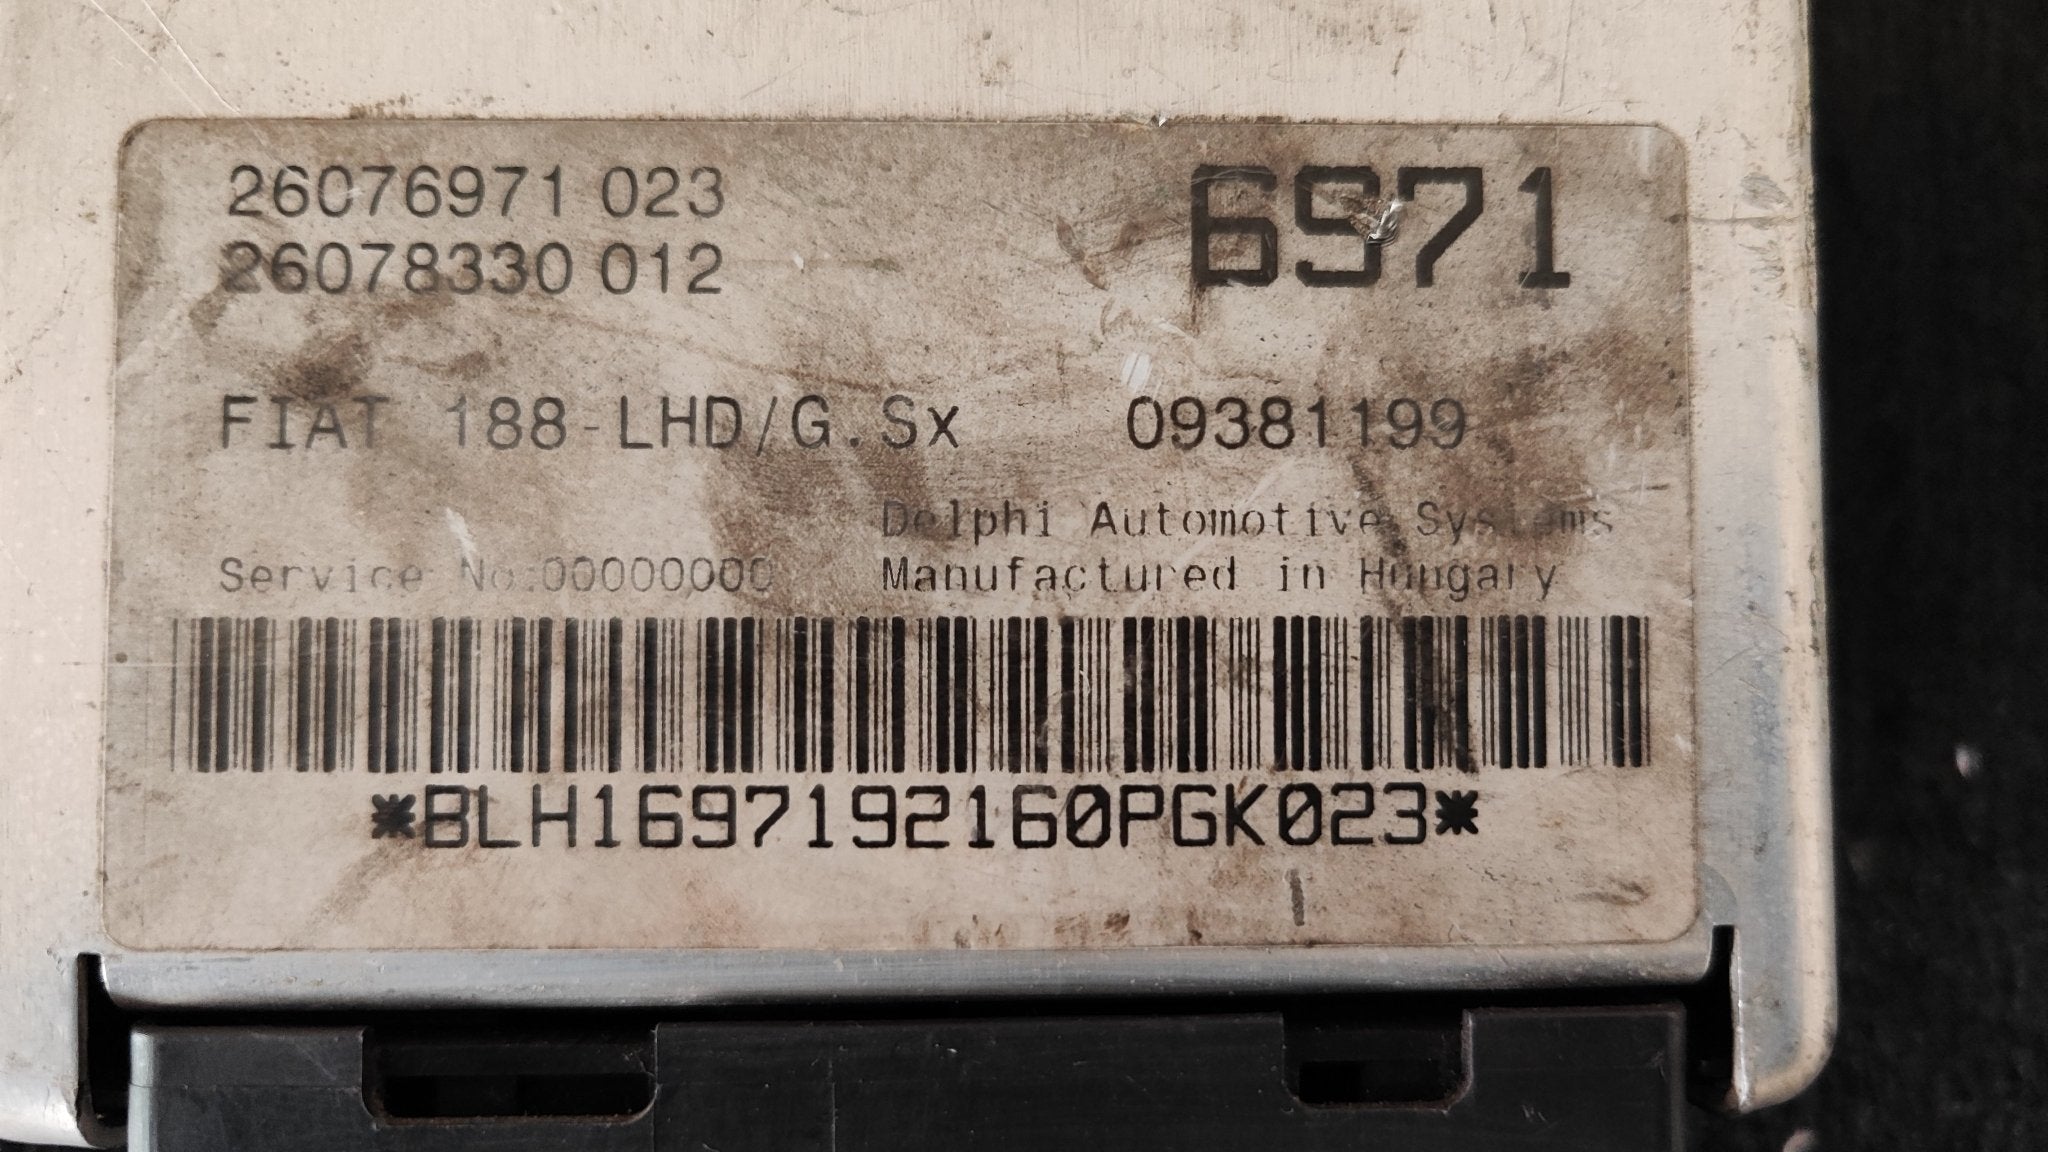 26076971 023 6971
26078330 012
FIAT 188-LHD/G.Sx 09381199
Delphi Automotive Systems
Service No:00000000 Manufactured in Hungary
*BLH1697192160PGK023*